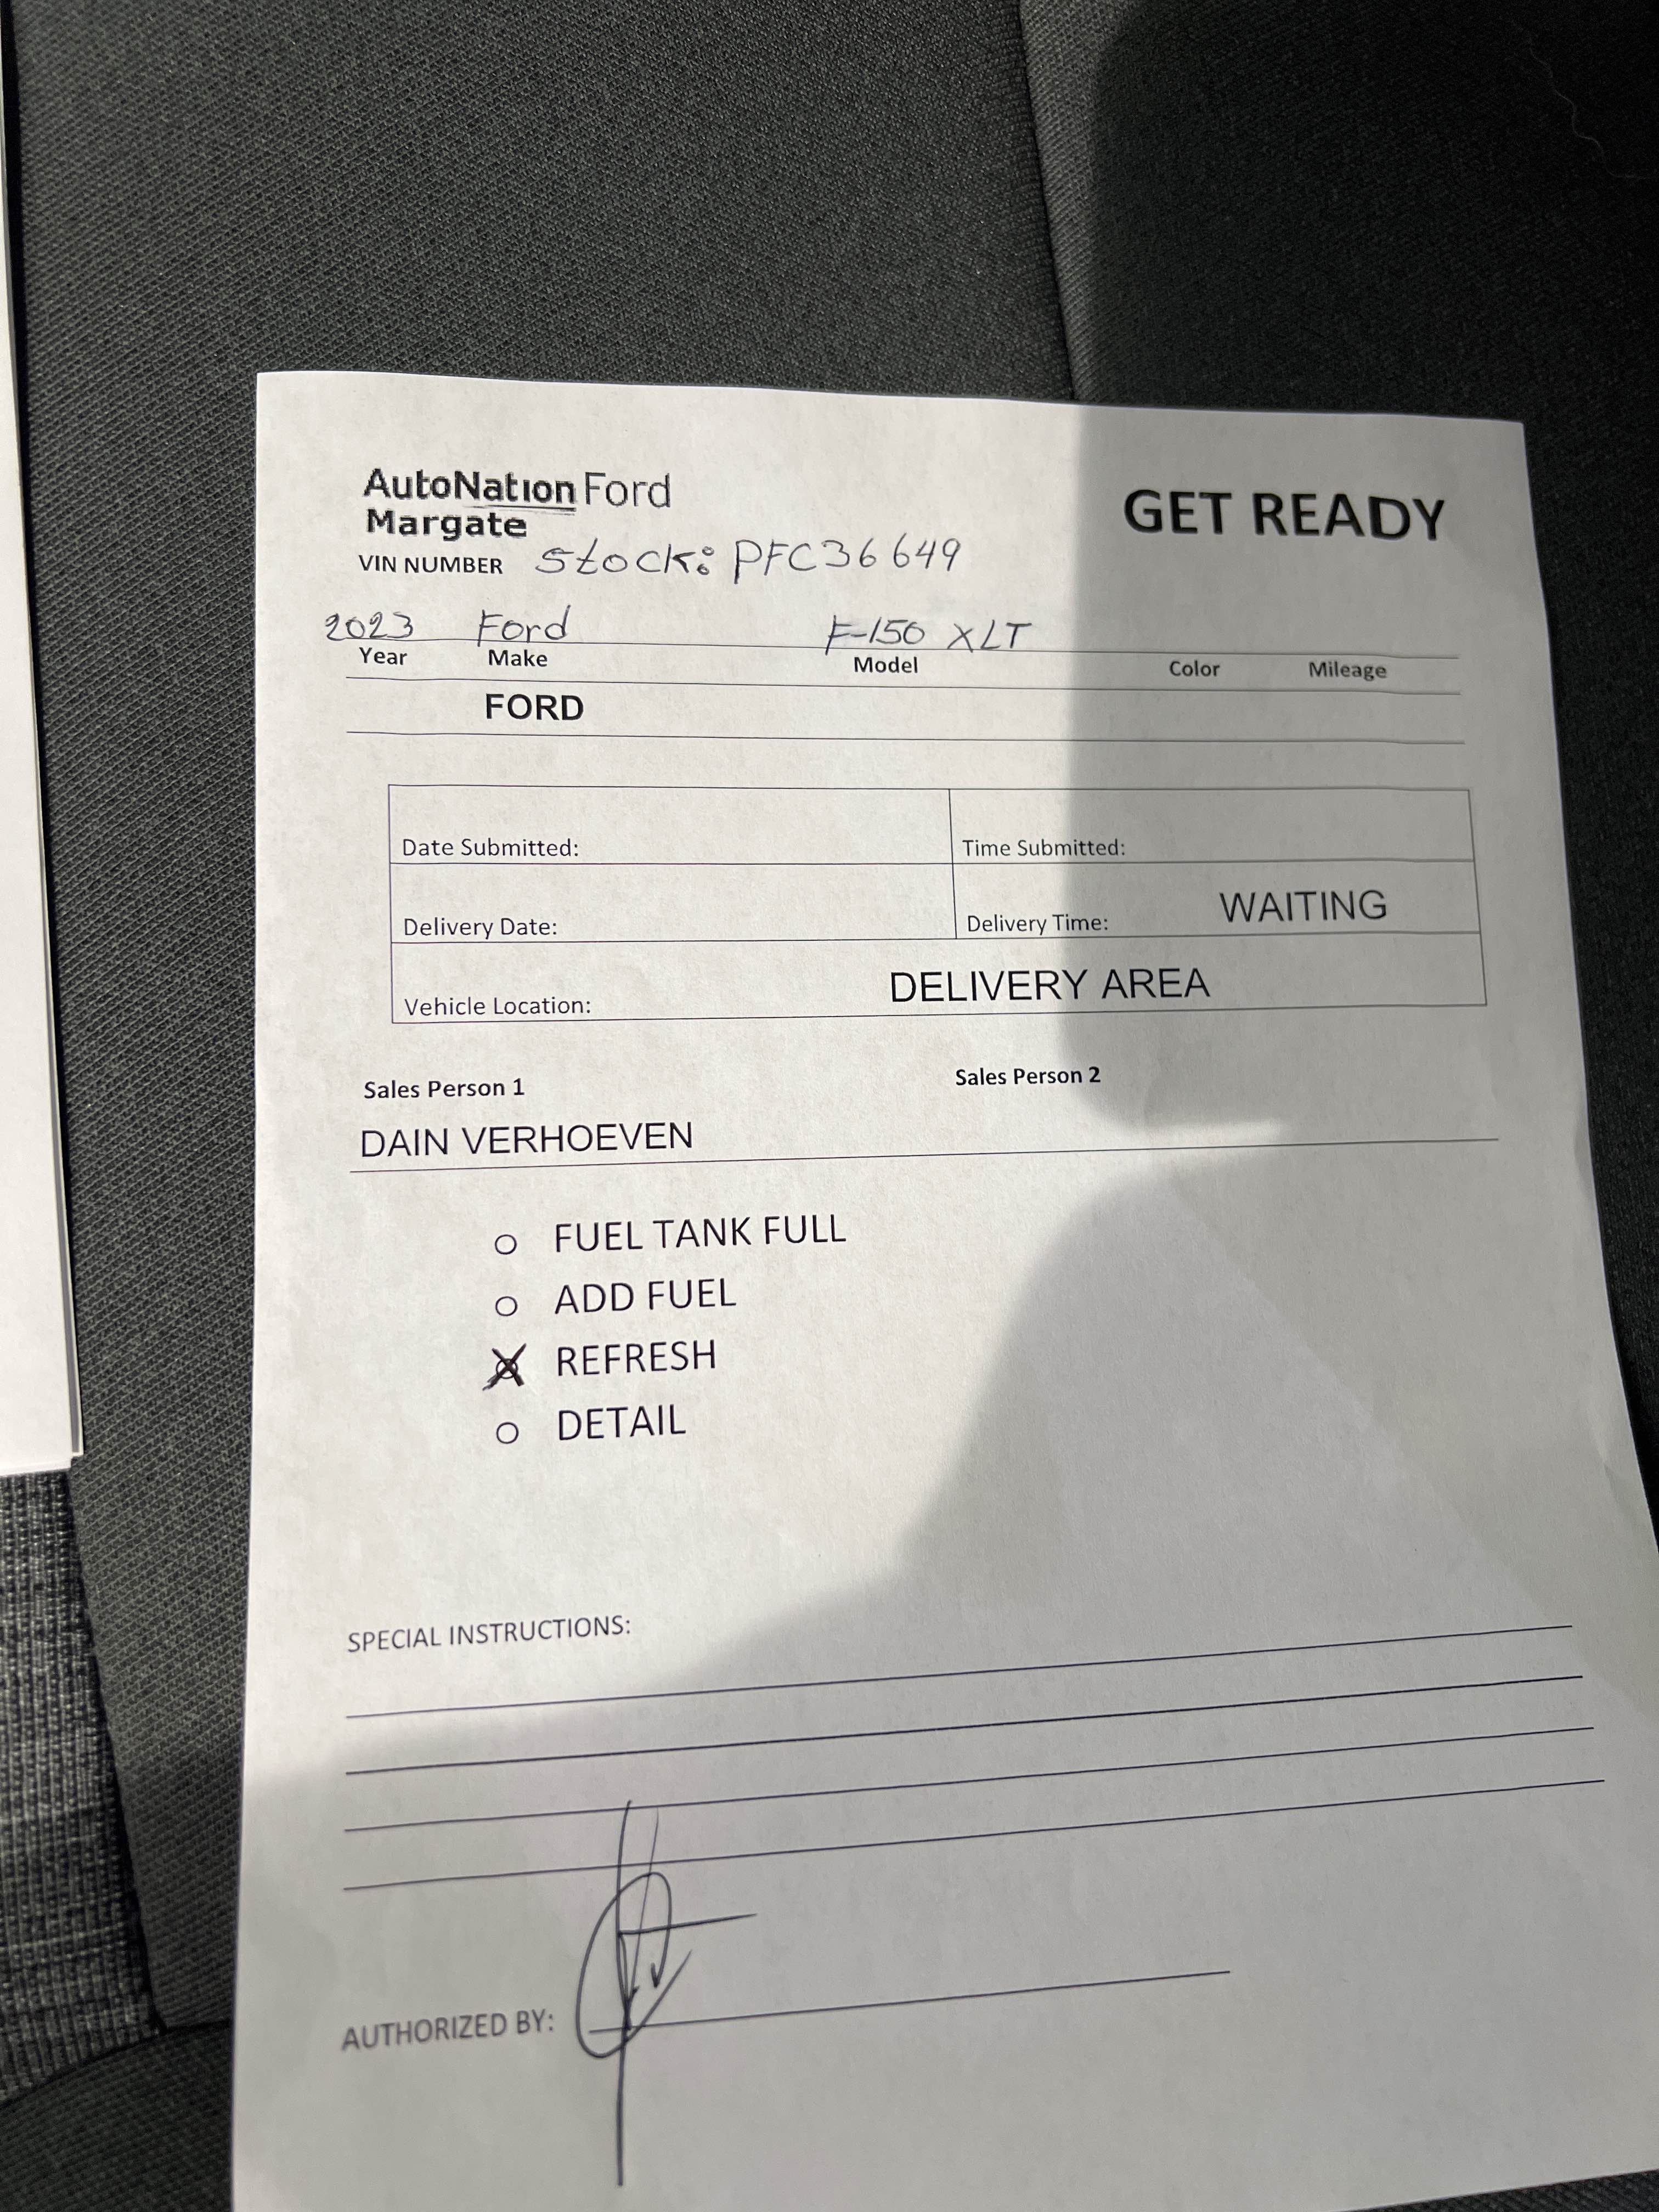 AutoNation Ford
Margate
GET READY
VIN NUMBER Stock: PFC36649
2023 Ford F-150 XLT
Year Make Model Color Mileage
FORD
Date Submitted: Time Submitted:
Delivery Date: Delivery Time: WAITING
Vehicle Location: DELIVERY AREA
Sales Person 1 Sales Person 2
DAIN VERHOEVEN
FUEL TANK FULL
ADD FUEL
REFRESH
DETAIL
SPECIAL INSTRUCTIONS:
AUTHORIZED BY: